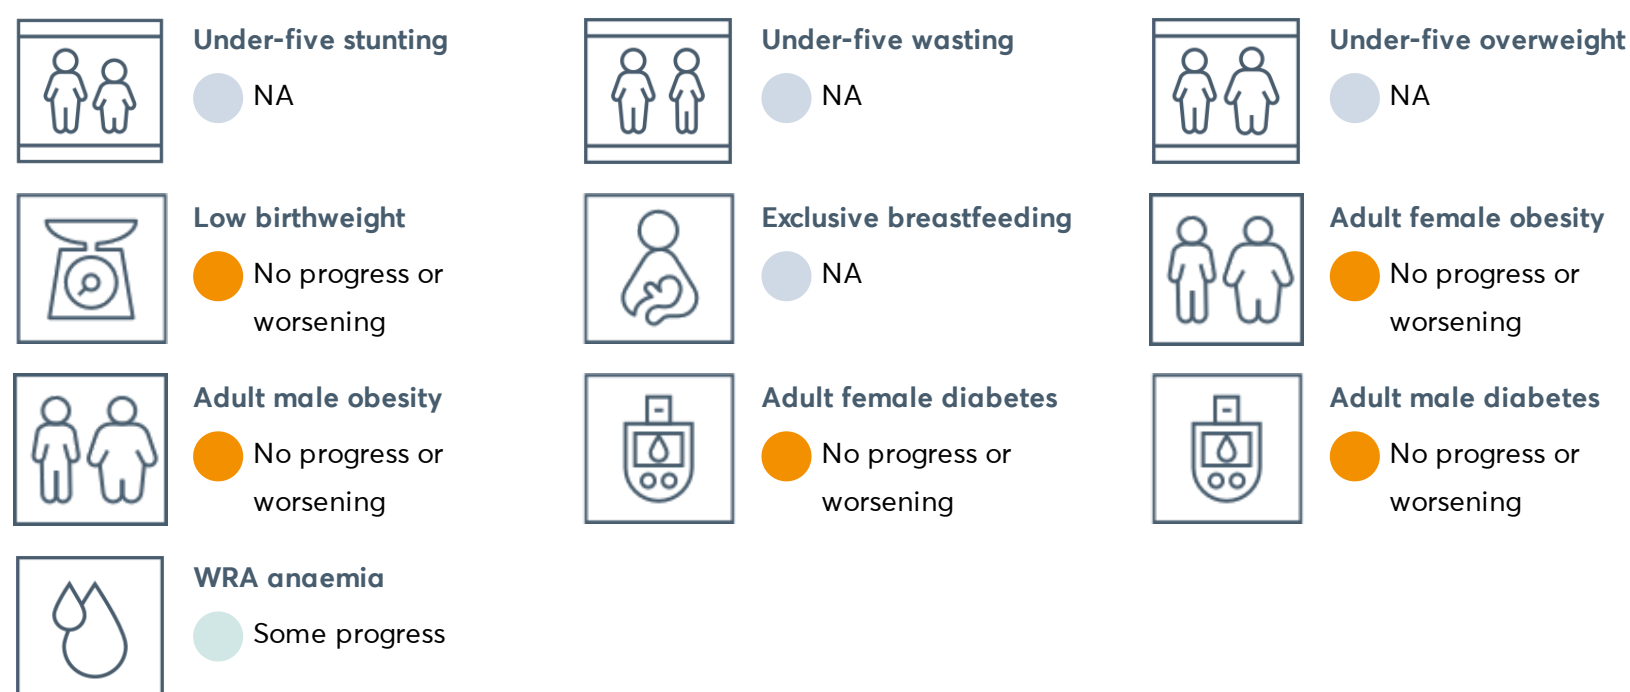 Under-five stunting
NA
Under-five wasting
NA
Under-five overweight
NA
Low birthweight
No progress or
worsening
Exclusive breastfeeding
NA
Adult female obesity
No progress or
worsening
Adult male obesity
No progress or
worsening
Adult female diabetes
No progress or
worsening
Adult male diabetes
No progress or
worsening
WRA anaemia
Some progress